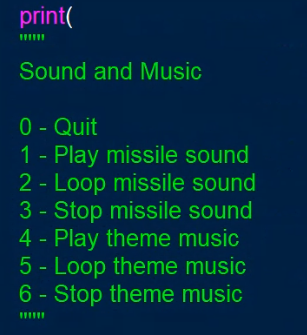 print(
"""
Sound and Music

0 - Quit
1 - Play missile sound
2 - Loop missile sound
3 - Stop missile sound
4 - Play theme music
5 - Loop theme music
6 - Stop theme music
"""